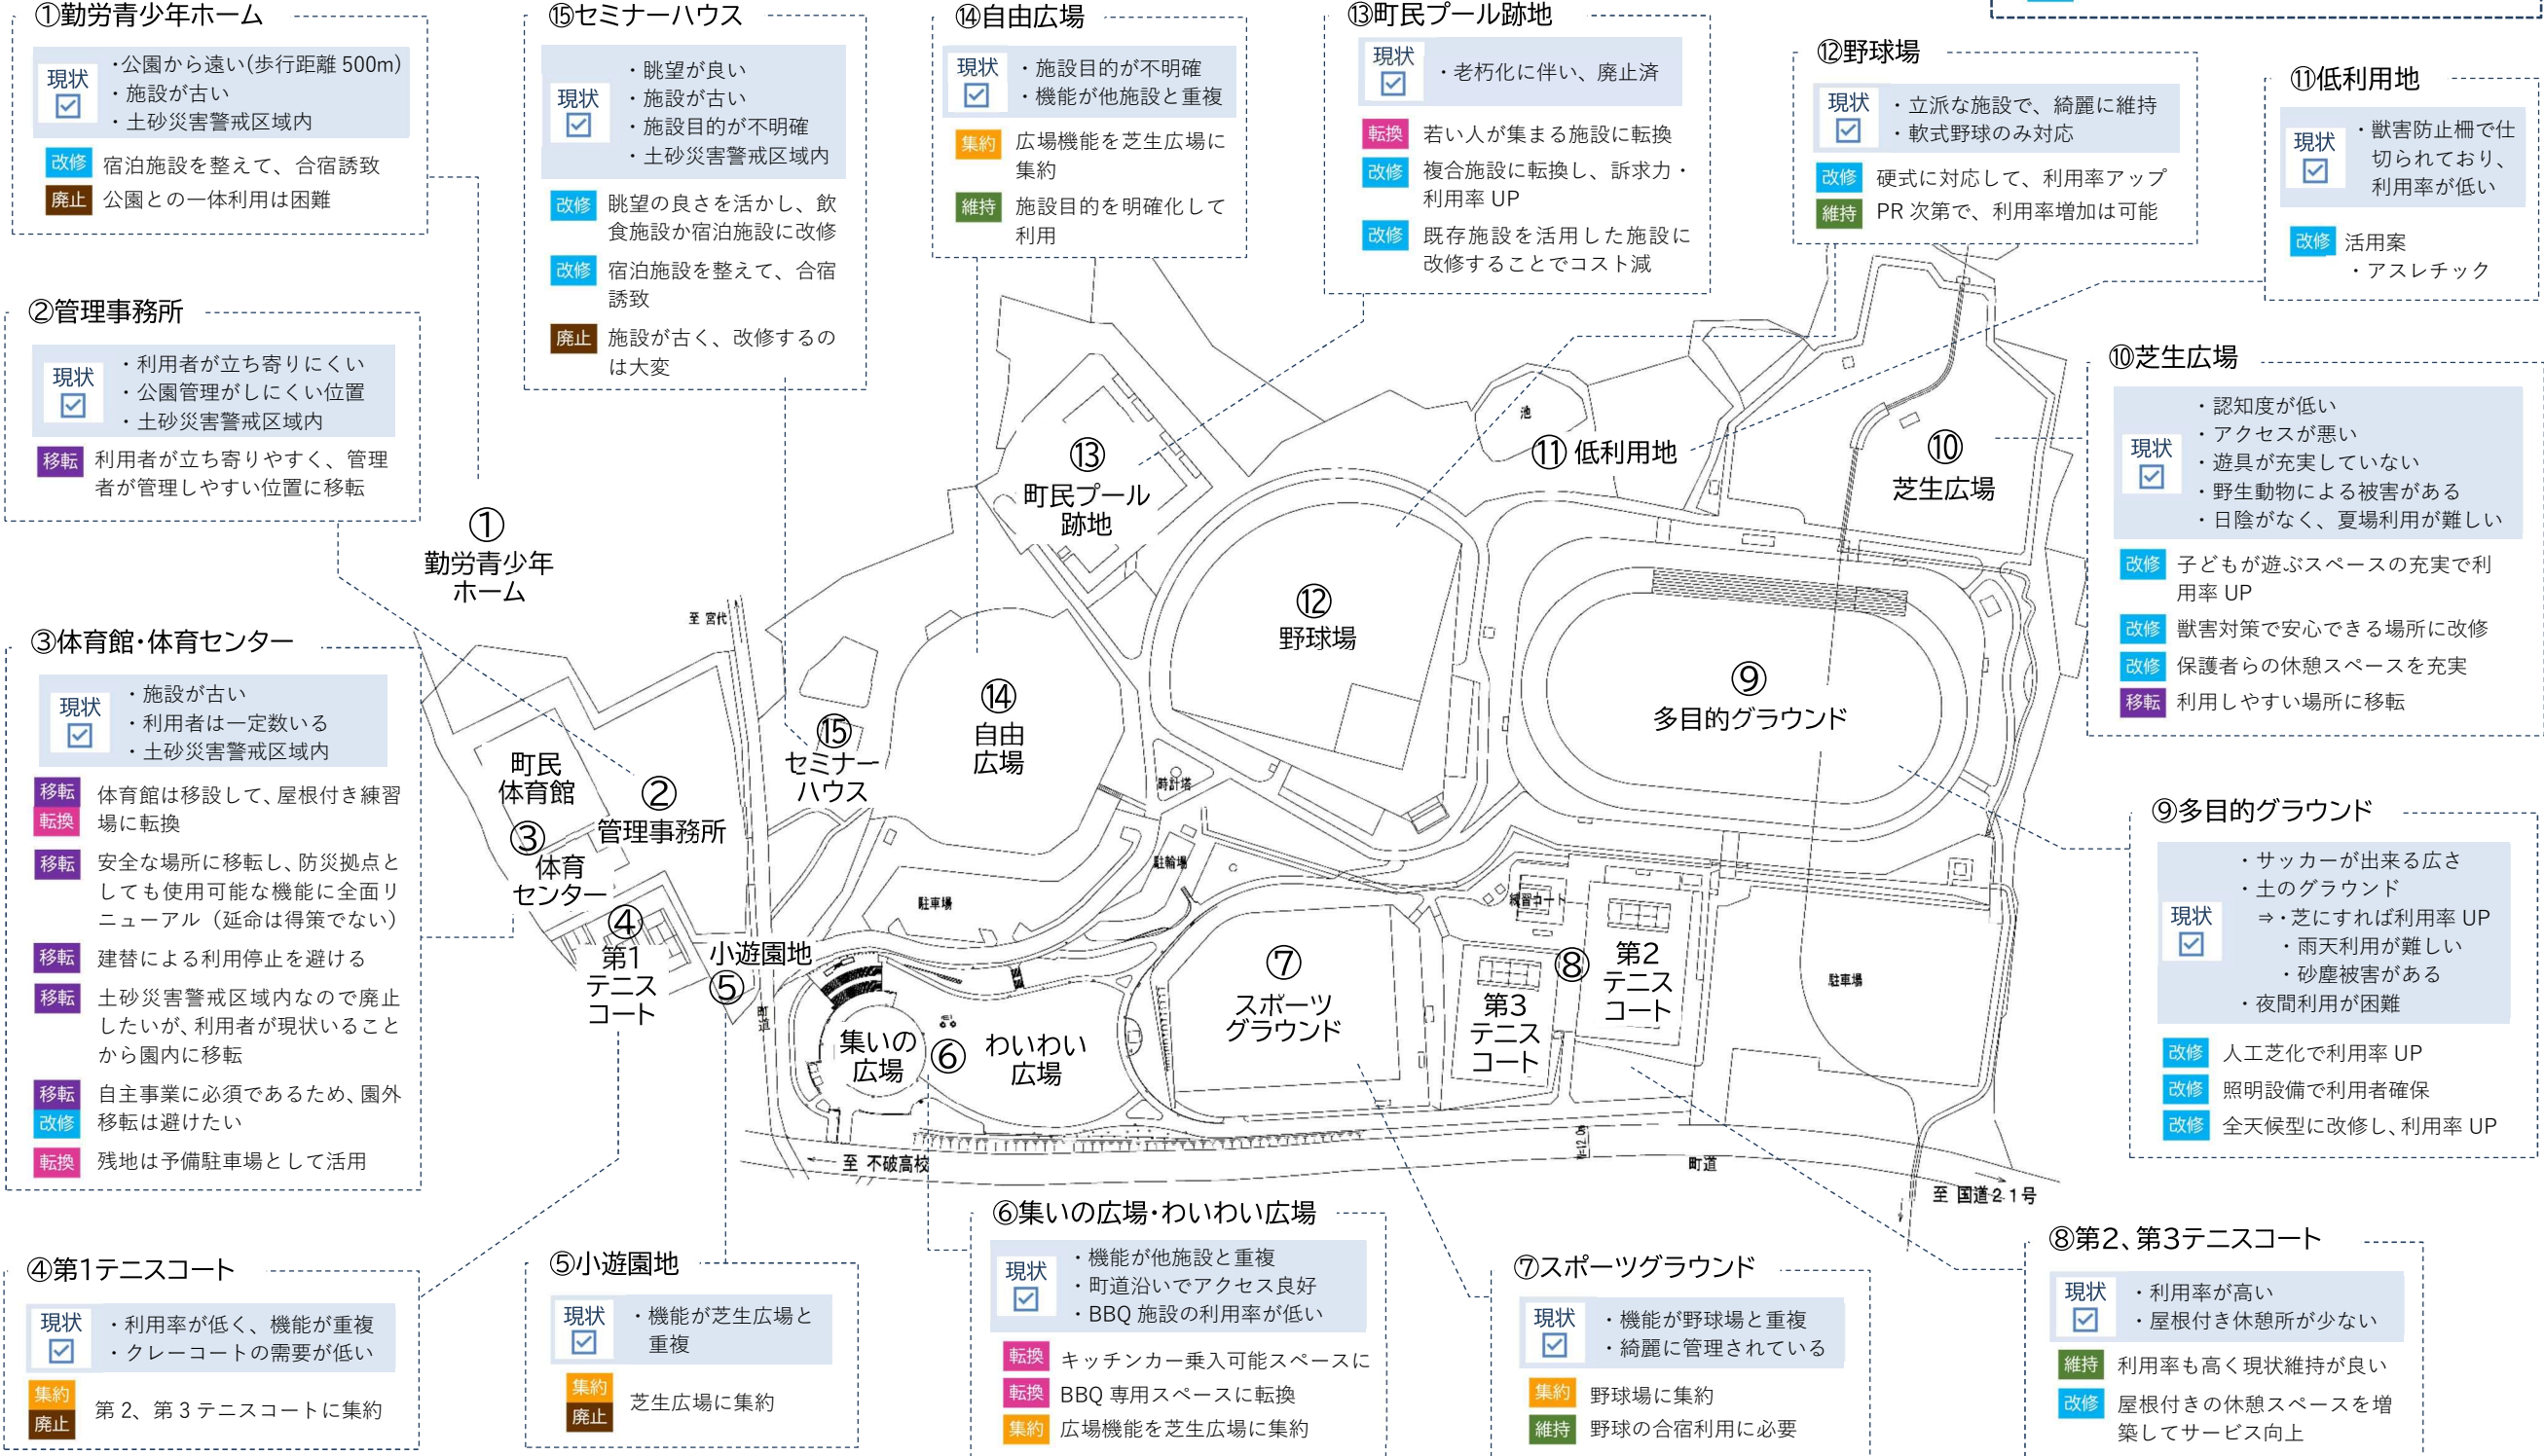 ①勤労青少年ホーム
現状
・公園から遠い(歩行距離 500m)
・施設が古い
・土砂災害警戒区域内
改修 宿泊施設を整えて、合宿誘致
廃止 公園との一体利用は困難
②管理事務所
現状
・利用者が立ち寄りにくい
・公園管理がしにくい位置
・土砂災害警戒区域内
移転 利用者が立ち寄りやすく、管理
者が管理しやすい位置に移転
③体育館・体育センター
現状
・施設が古い
・利用者は一定数いる
・土砂災害警戒区域内
移転 体育館は移設して、屋根付き練習
転換 場に転換
移転 安全な場所に移転し、防災拠点と
しても使用可能な機能に全面リ
ニューアル（延命は得策でない）
移転 建替による利用停止を避ける
移転 土砂災害警戒区域内なので廃止
したいが、利用者が現状いること
から園内に移転
移転 自主事業に必須であるため、園外
改修 移転は避けたい
転換 残地は予備駐車場として活用
④第1テニスコート
現状
・利用率が低く、機能が重複
・クレーコートの需要が低い
集約
廃止
第 2、第 3 テニスコートに集約
⑤小遊園地
現状
・機能が芝生広場と
重複
集約
廃止
芝生広場に集約
⑥集いの広場・わいわい広場
現状
・機能が他施設と重複
・町道沿いでアクセス良好
・BBQ 施設の利用率が低い
転換 キッチンカー乗入可能スペースに
転換 BBQ 専用スペースに転換
集約 広場機能を芝生広場に集約
⑦スポーツグラウンド
現状
・機能が野球場と重複
・綺麗に管理されている
集約 野球場に集約
維持 野球の合宿利用に必要
⑧第2、第3テニスコート
現状
・利用率が高い
・屋根付き休憩所が少ない
維持 利用率も高く現状維持が良い
改修 屋根付きの休憩スペースを増
築してサービス向上
⑨多目的グラウンド
現状
・サッカーが出来る広さ
・土のグラウンド
⇒・芝にすれば利用率 UP
・雨天利用が難しい
・砂塵被害がある
・夜間利用が困難
改修 人工芝化で利用率 UP
改修 照明設備で利用者確保
改修 全天候型に改修し、利用率 UP
⑩芝生広場
現状
・認知度が低い
・アクセスが悪い
・遊具が充実していない
・野生動物による被害がある
・日陰がなく、夏場利用が難しい
改修 子どもが遊ぶスペースの充実で利
用率 UP
改修 獣害対策で安心できる場所に改修
改修 保護者らの休憩スペースを充実
移転 利用しやすい場所に移転
⑪低利用地
現状
・獣害防止柵で仕
切られており、
利用率が低い
改修 活用案
・アスレチック
⑫野球場
現状
・立派な施設で、綺麗に維持
・軟式野球のみ対応
改修 硬式に対応して、利用率アップ
維持 PR 次第で、利用率増加は可能
⑬町民プール跡地
現状
・老朽化に伴い、廃止済
転換 若い人が集まる施設に転換
改修 複合施設に転換し、訴求力・
利用率 UP
改修 既存施設を活用した施設に
改修することでコスト減
⑭自由広場
現状
・施設目的が不明確
・機能が他施設と重複
集約 広場機能を芝生広場に
集約
維持 施設目的を明確化して
利用
⑮セミナーハウス
現状
・眺望が良い
・施設が古い
・施設目的が不明確
・土砂災害警戒区域内
改修 眺望の良さを活かし、飲
食施設か宿泊施設に改修
改修 宿泊施設を整えて、合宿
誘致
廃止 施設が古く、改修するの
は大変
①
勤労青少年
ホーム
町民
体育館
②
管理事務所
③
体育
センター
④
第1
テニス
コート
小遊園地
⑤
集いの
広場
⑥
わいわい
広場
⑦
スポーツ
グラウンド
⑧
第3
テニス
コート
第2
テニス
コート
⑨
多目的グラウンド
⑩
芝生広場
⑪低利用地
⑫
野球場
⑬
町民プール
跡地
⑭
自由
広場
⑮
セミナー
ハウス
池
時計塔
駐輪場
駐車場
練習コート
駐車場
至 宮代
町道
至 不破高校
町道
至 国道21号